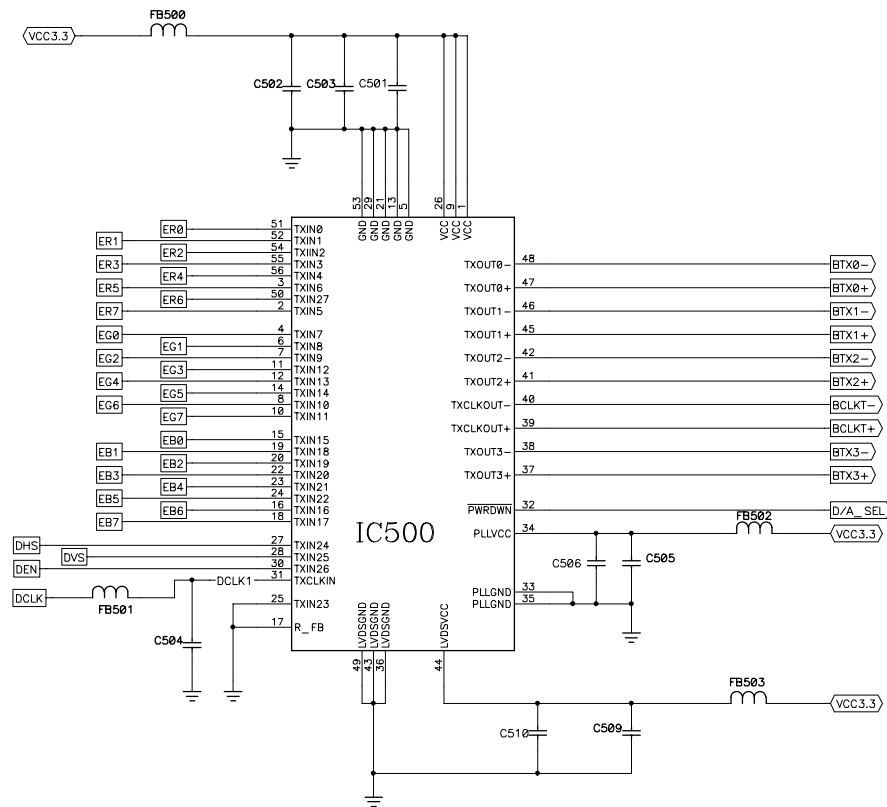 FB500
VCC3.3
C502 C503 C501
53 29 21 13 5 26 9 1
GND GND GND GND GND VCC VCC VCC
ER0 51 TXIN0
ER1 52 TXIN1
ER2 54 TXIIN2
ER3 55 TXIN3
ER4 56 TXIN4
ER5 3 TXIN6
ER6 50 TXIN27
ER7 2 TXIN5
EG0 4 TXIN7
EG1 6 TXIN8
EG2 7 TXIN9
EG3 11 TXIN12
EG4 12 TXIN13
EG5 14 TXIN14
EG6 8 TXIN10
EG7 10 TXIN11
EB0 15 TXIN15
EB1 19 TXIN18
EB2 20 TXIN19
EB3 22 TXIN20
EB4 23 TXIN21
EB5 24 TXIN22
EB6 16 TXIN16
EB7 18 TXIN17
DHS 27 TXIN24
DVS 28 TXIN25
DEN 30 TXIN26
DCLK FB501 DCLK1 31 TXCLKIN
25 TXIN23
17 R_FB
C504
IC500
TXOUT0- 48 BTX0-
TXOUT0+ 47 BTX0+
TXOUT1- 46 BTX1-
TXOUT1+ 45 BTX1+
TXOUT2- 42 BTX2-
TXOUT2+ 41 BTX2+
TXCLKOUT- 40 BCLKT-
TXCLKOUT+ 39 BCLKT+
TXOUT3- 38 BTX3-
TXOUT3+ 37 BTX3+
PWRDWN 32 D/A_SEL
FB502
PLLVCC 34 VCC3.3
C506 C505
PLLGND 33
PLLGND 35
LVDSGND LVDSGND LVDSGND LVDSVCC
49 43 36 44
FB503
VCC3.3
C510 C509